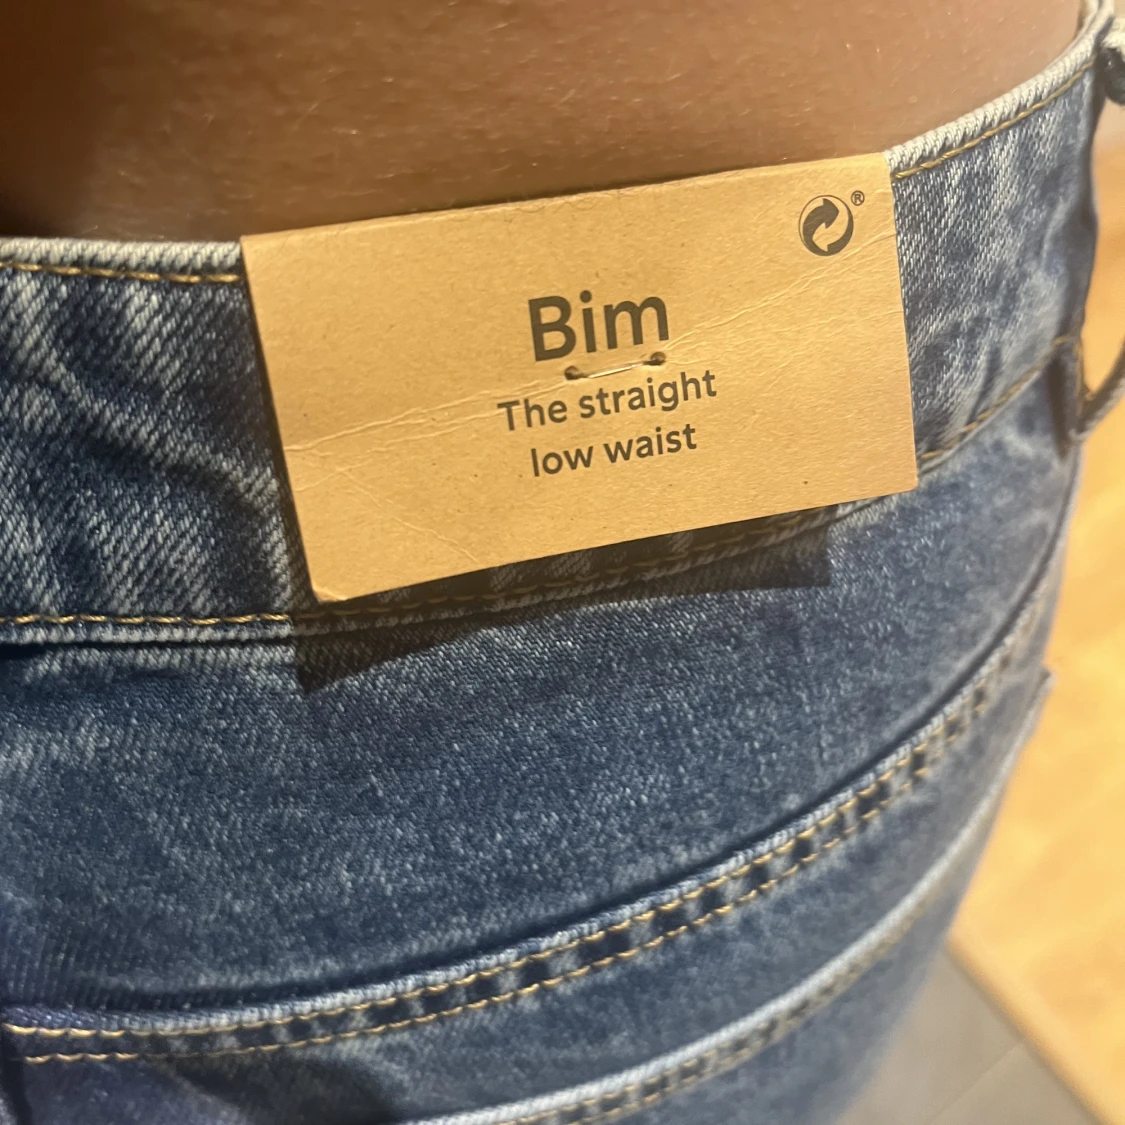 ®
Bim
The straight
low waist